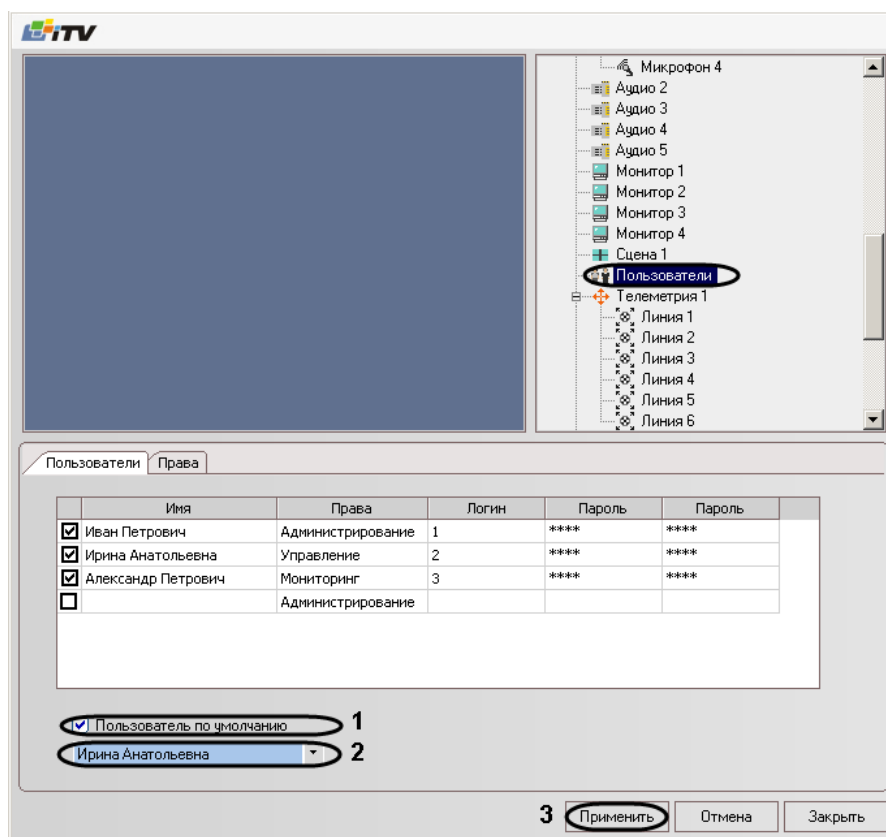 iTV
Микрофон 4
Аудио 2
Аудио 3
Аудио 4
Аудио 5
Монитор 1
Монитор 2
Монитор 3
Монитор 4
Сцена 1
Пользователи
Телеметрия 1
Линия 1
Линия 2
Линия 3
Линия 4
Линия 5
Линия 6
Пользователи Права
Имя Права Логин Пароль Пароль
Иван Петрович Администрирование 1 **** ****
Ирина Анатольевна Управление 2 **** ****
Александр Петрович Мониторинг 3 **** ****
Администрирование
Пользователь по умолчанию 1
Ирина Анатольевна 2
3 Применить Отмена Закрыть